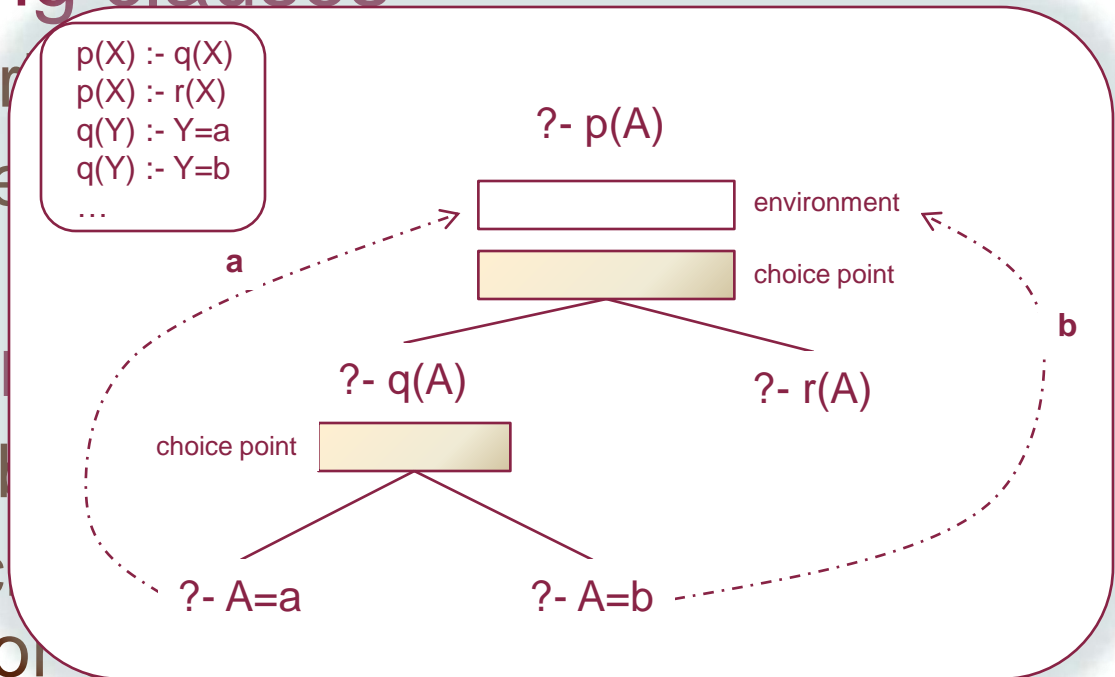 p(X) :- q(X)
p(X) :- r(X)
q(Y) :- Y=a
q(Y) :- Y=b
…
?- p(A)
environment
a
choice point
b
?- q(A)
?- r(A)
choice point
?- A=a
?- A=b